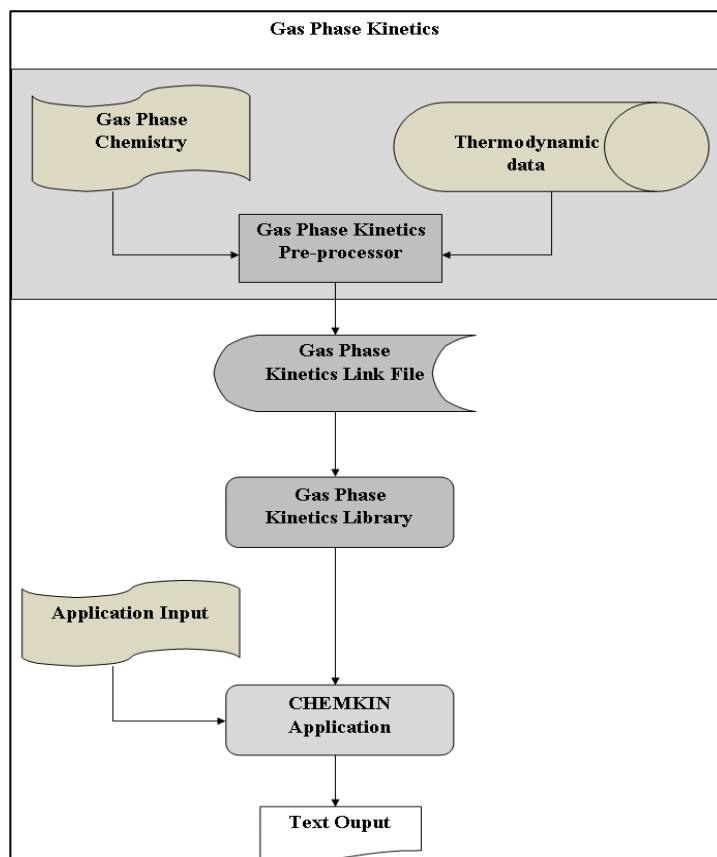 Gas Phase Kinetics
Gas Phase
Chemistry
Thermodynamic
data
Gas Phase Kinetics
Pre-processor
Gas Phase
Kinetics Link File
Gas Phase
Kinetics Library
Application Input
CHEMKIN
Application
Text Ouput